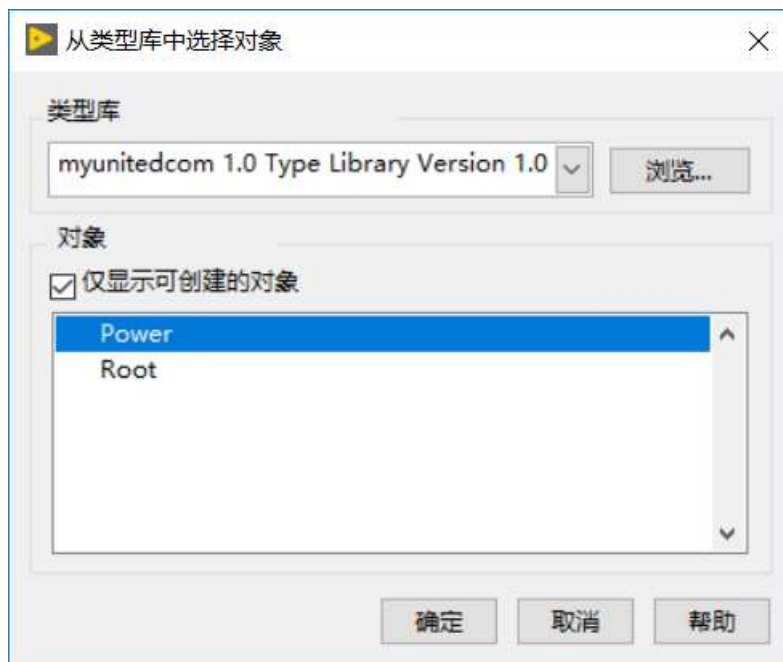 从类型库中选择对象
类型库
myunitedcom 1.0 Type Library Version 1.0
浏览...
对象
仅显示可创建的对象
Power
Root
确定
取消
帮助